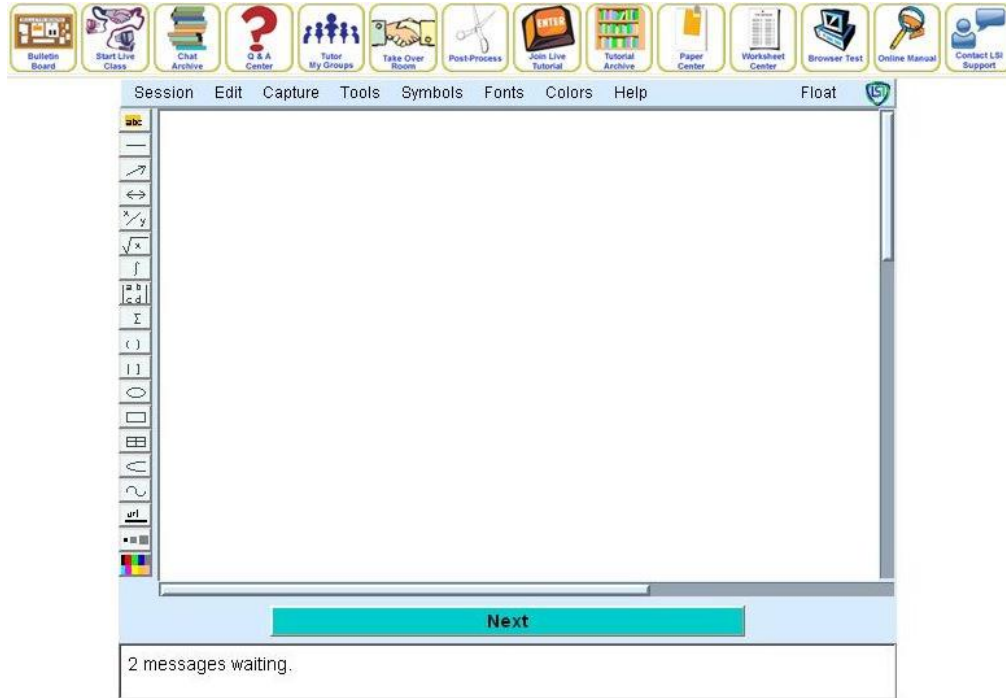 Bulletin Board
Start Live Class
Chat Archive
Q & A Center
Tutor My Groups
Take Over Room
Post-Process
ENTER
Join Live Tutorial
Tutorial Archive
Paper Center
Worksheet Center
Browser Test
Online Manual
Contact LSI Support
Session Edit Capture Tools Symbols Fonts Colors Help Float LSI
abc
x/y
√x
∫
a b
c d
Σ
( )
[ ]
url
Next
2 messages waiting.